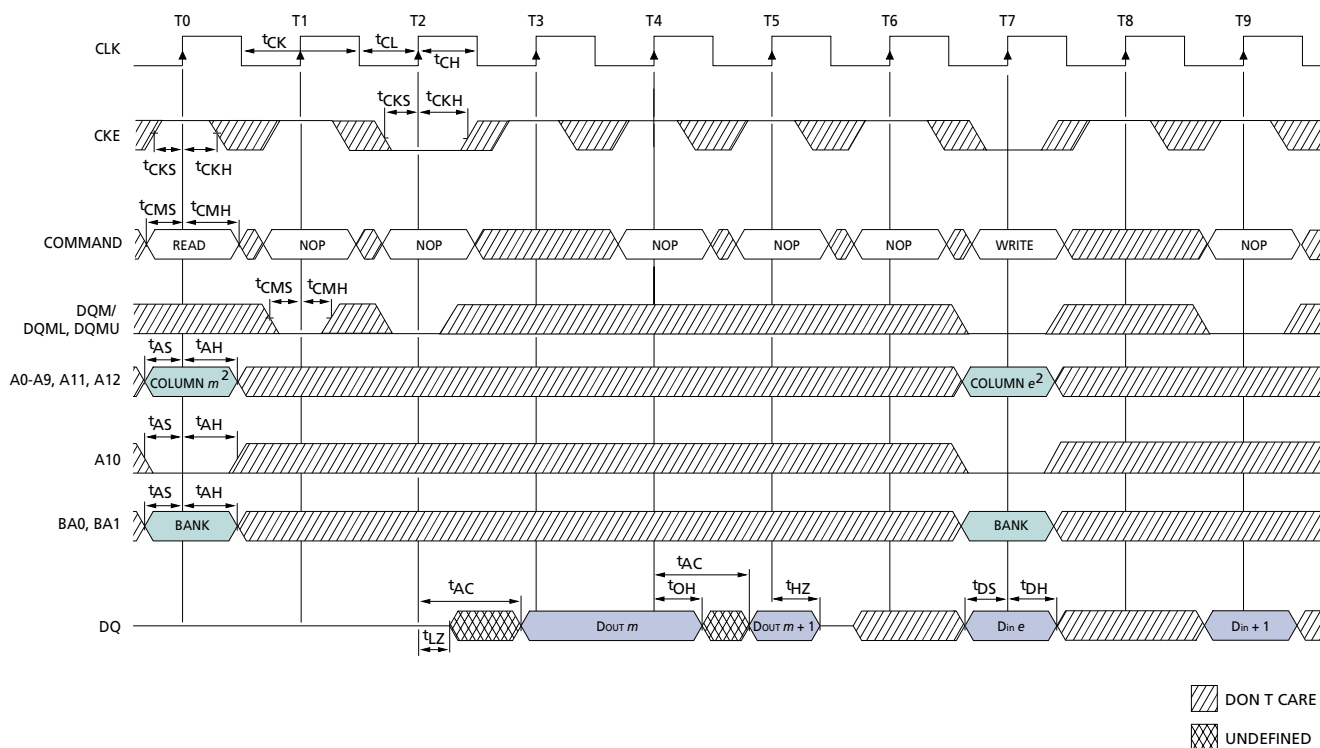 T0 T1 T2 T3 T4 T5 T6 T7 T8 T9
CLK
tCK tCL
tCH
tCKS tCKH
CKE
tCKS tCKH
tCMS tCMH
COMMAND READ NOP NOP NOP NOP NOP WRITE NOP
tCMS tCMH
DQM/
DQML, DQMU
tAS tAH
A0-A9, A11, A12 COLUMN m2 COLUMN e2
tAS tAH
A10
tAS tAH
BA0, BA1 BANK BANK
tAC
tAC tOH tHZ tDS tDH
DQ DOUT m DOUT m + 1 Din e Din + 1
tLZ
DON T CARE
UNDEFINED